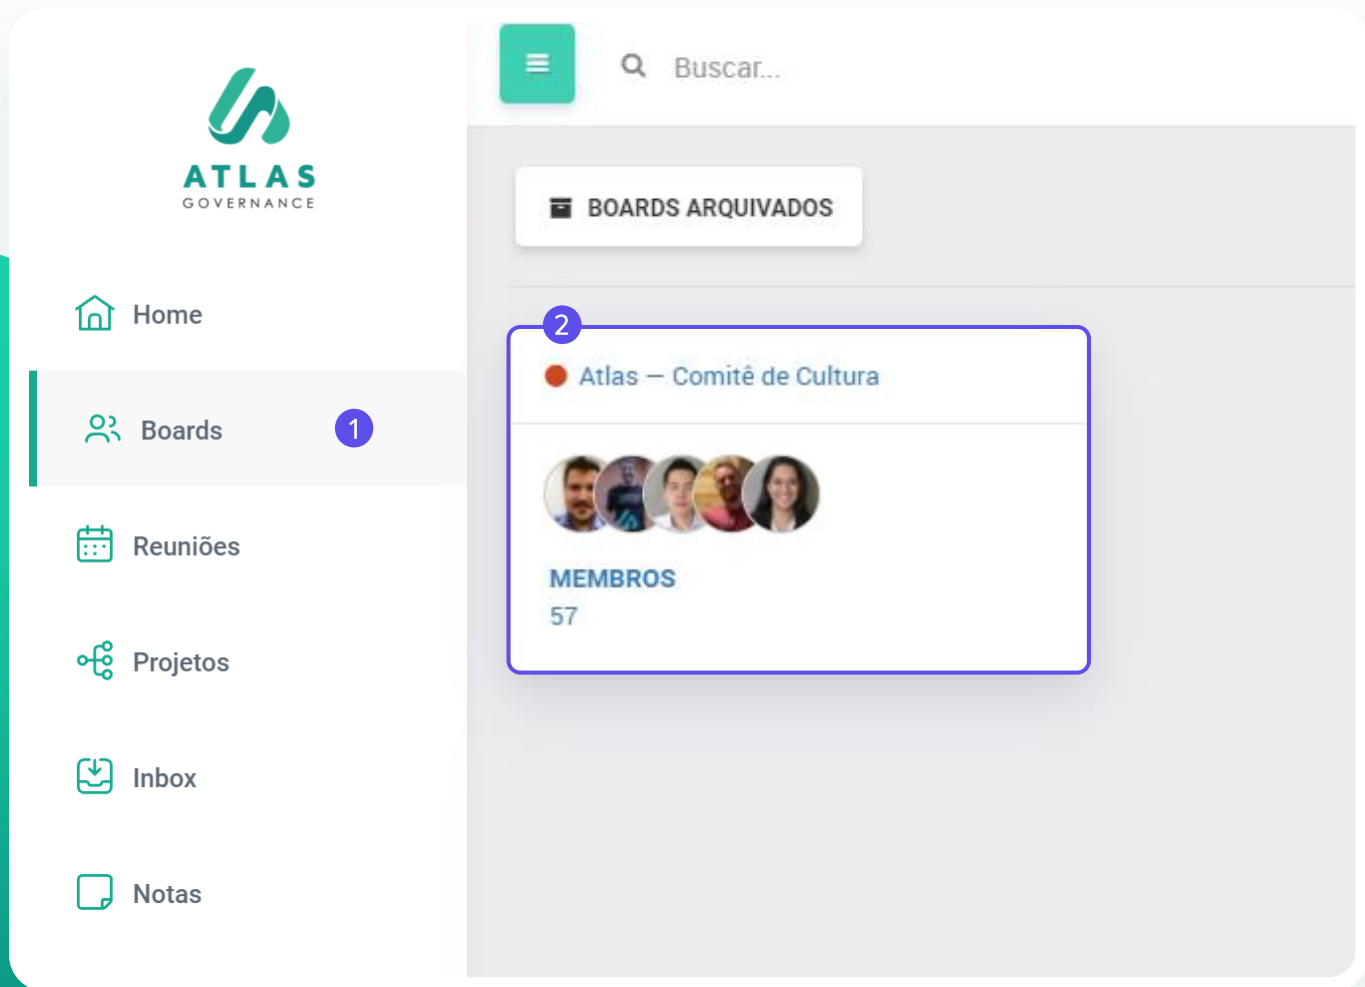 ATLAS
GOVERNANCE
Home
Boards
1
Reuniões
Projetos
Inbox
Notas
Buscar...
BOARDS ARQUIVADOS
2
Atlas — Comitê de Cultura
MEMBROS
57